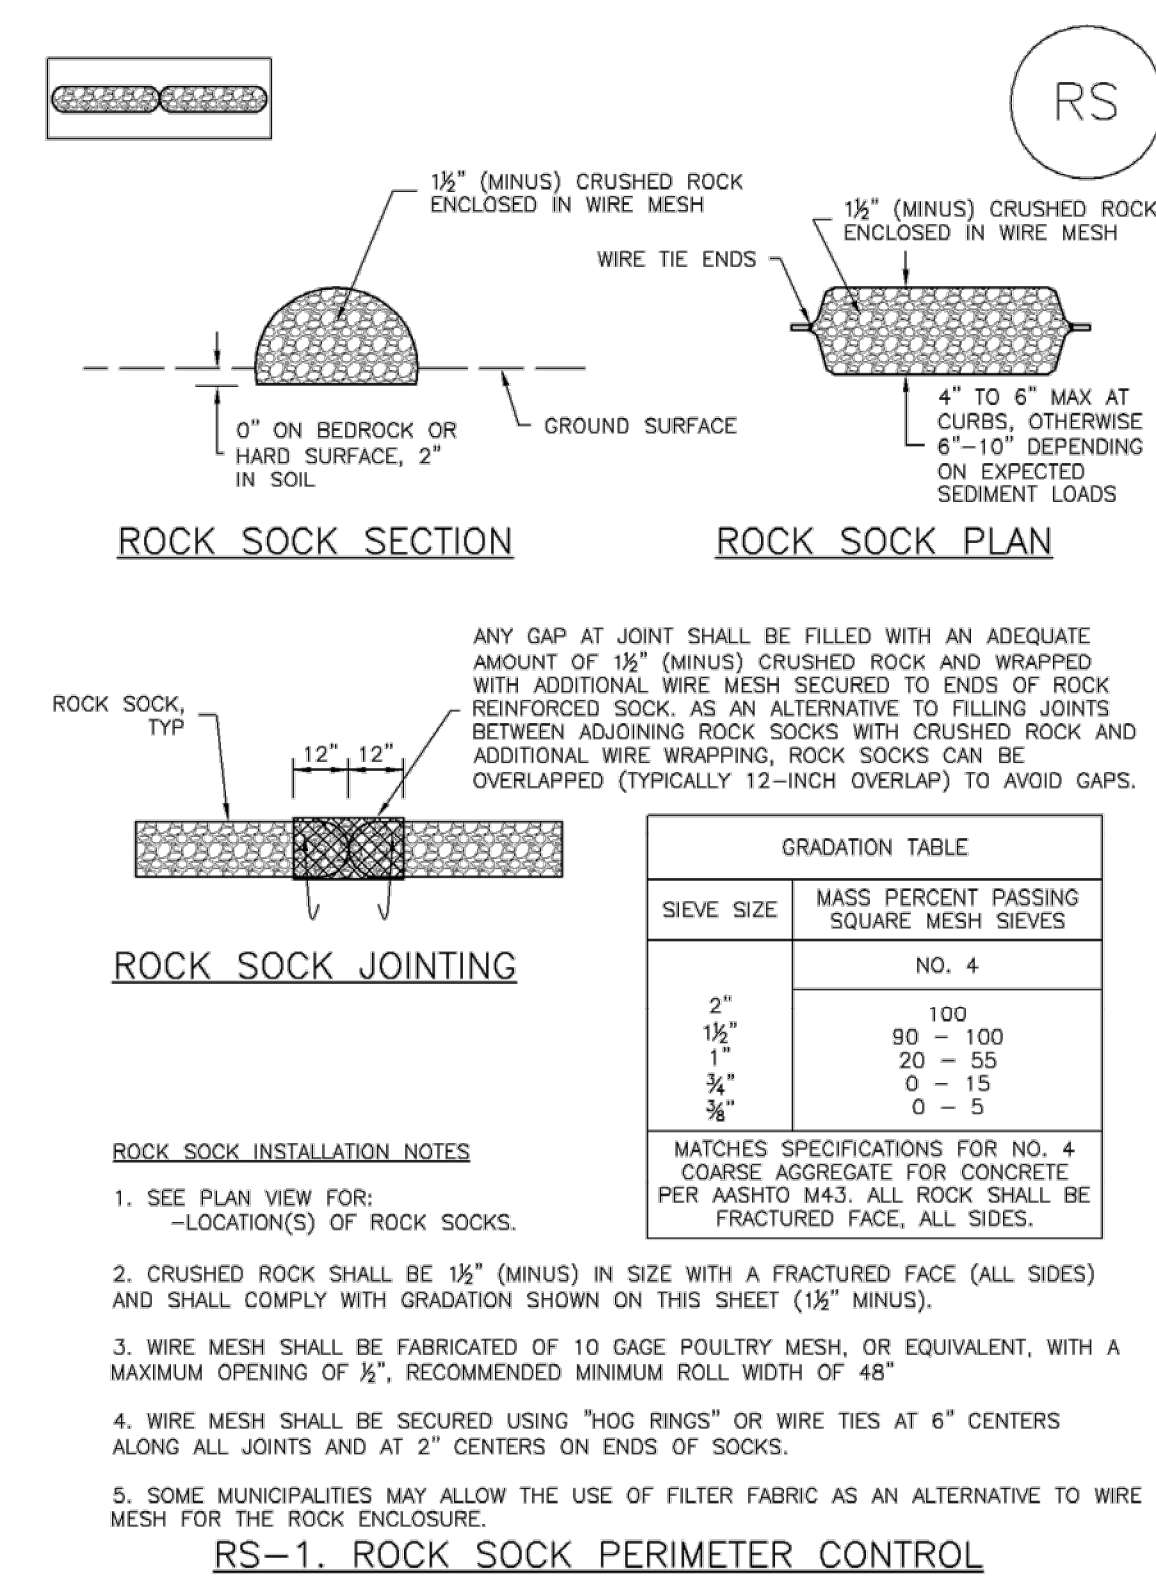 RS
1½" (MINUS) CRUSHED ROCK
ENCLOSED IN WIRE MESH
1½" (MINUS) CRUSHED ROCK
ENCLOSED IN WIRE MESH
WIRE TIE ENDS
GROUND SURFACE
0" ON BEDROCK OR
HARD SURFACE, 2"
IN SOIL
4" TO 6" MAX AT
CURBS, OTHERWISE
6"-10" DEPENDING
ON EXPECTED
SEDIMENT LOADS
ROCK SOCK SECTION
ROCK SOCK PLAN
ANY GAP AT JOINT SHALL BE FILLED WITH AN ADEQUATE
AMOUNT OF 1½" (MINUS) CRUSHED ROCK AND WRAPPED
WITH ADDITIONAL WIRE MESH SECURED TO ENDS OF ROCK
REINFORCED SOCK. AS AN ALTERNATIVE TO FILLING JOINTS
BETWEEN ADJOINING ROCK SOCKS WITH CRUSHED ROCK AND
ADDITIONAL WIRE WRAPPING, ROCK SOCKS CAN BE
OVERLAPPED (TYPICALLY 12-INCH OVERLAP) TO AVOID GAPS.
ROCK SOCK,
TYP
12" 12"
ROCK SOCK JOINTING
GRADATION TABLE
SIEVE SIZE
MASS PERCENT PASSING
SQUARE MESH SIEVES
NO. 4
2" 100
1½" 90 - 100
1" 20 - 55
¾" 0 - 15
⅜" 0 - 5
MATCHES SPECIFICATIONS FOR NO. 4
COARSE AGGREGATE FOR CONCRETE
PER AASHTO M43. ALL ROCK SHALL BE
FRACTURED FACE, ALL SIDES.
ROCK SOCK INSTALLATION NOTES
1. SEE PLAN VIEW FOR:
-LOCATION(S) OF ROCK SOCKS.
2. CRUSHED ROCK SHALL BE 1½" (MINUS) IN SIZE WITH A FRACTURED FACE (ALL SIDES)
AND SHALL COMPLY WITH GRADATION SHOWN ON THIS SHEET (1½" MINUS).
3. WIRE MESH SHALL BE FABRICATED OF 10 GAGE POULTRY MESH, OR EQUIVALENT, WITH A
MAXIMUM OPENING OF ½", RECOMMENDED MINIMUM ROLL WIDTH OF 48"
4. WIRE MESH SHALL BE SECURED USING "HOG RINGS" OR WIRE TIES AT 6" CENTERS
ALONG ALL JOINTS AND AT 2" CENTERS ON ENDS OF SOCKS.
5. SOME MUNICIPALITIES MAY ALLOW THE USE OF FILTER FABRIC AS AN ALTERNATIVE TO WIRE
MESH FOR THE ROCK ENCLOSURE.
RS-1. ROCK SOCK PERIMETER CONTROL